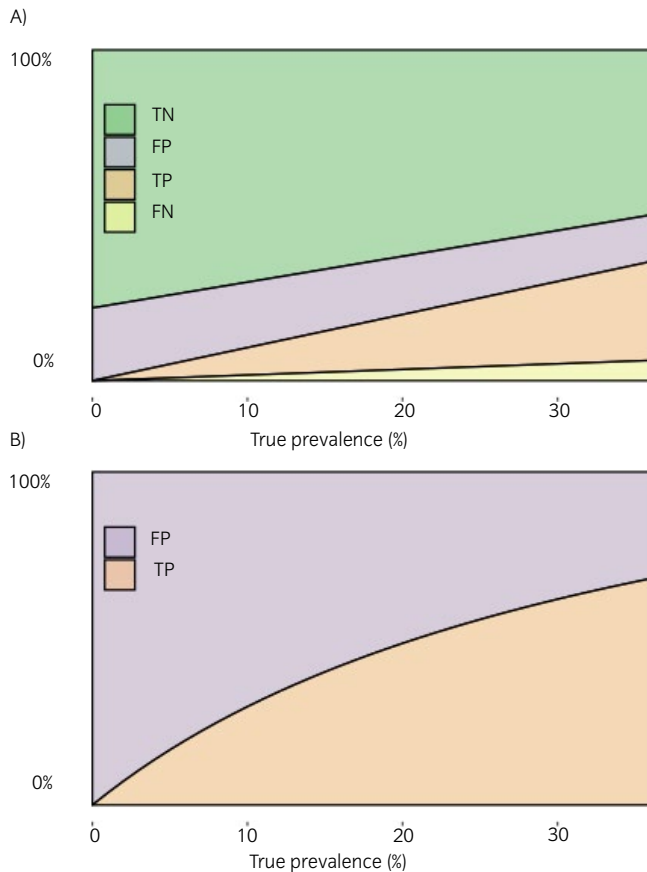 A)
100%
TN
FP
TP
FN
0%
0 10 20 30
True prevalence (%)
B)
100%
FP
TP
0%
0 10 20 30
True prevalence (%)